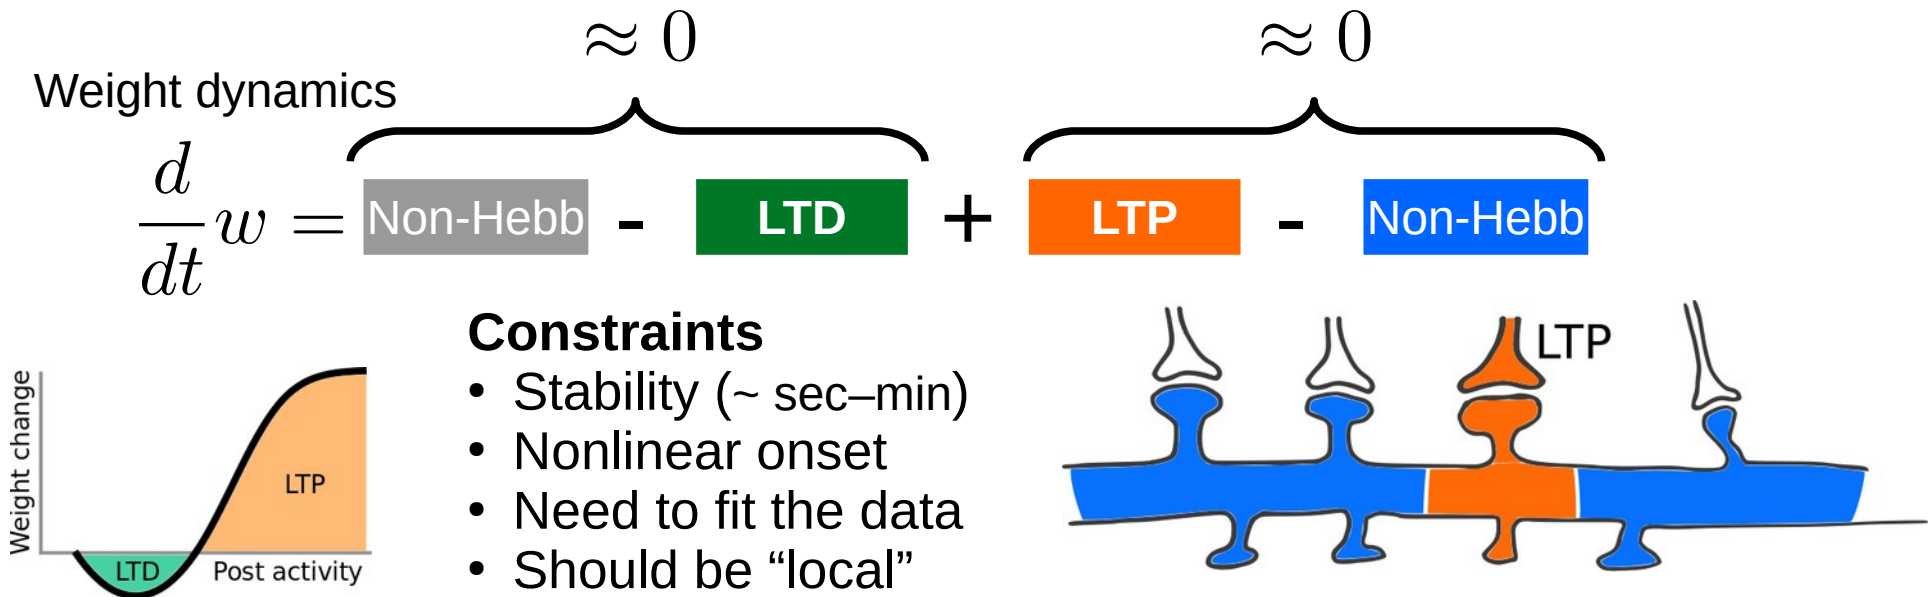 ≈ 0 ≈ 0
Weight dynamics
d/dt w = Non-Hebb - LTD + LTP - Non-Hebb
Constraints
• Stability (~ sec–min)
• Nonlinear onset
• Need to fit the data
• Should be “local”
Weight change
LTP
LTD
Post activity
LTP